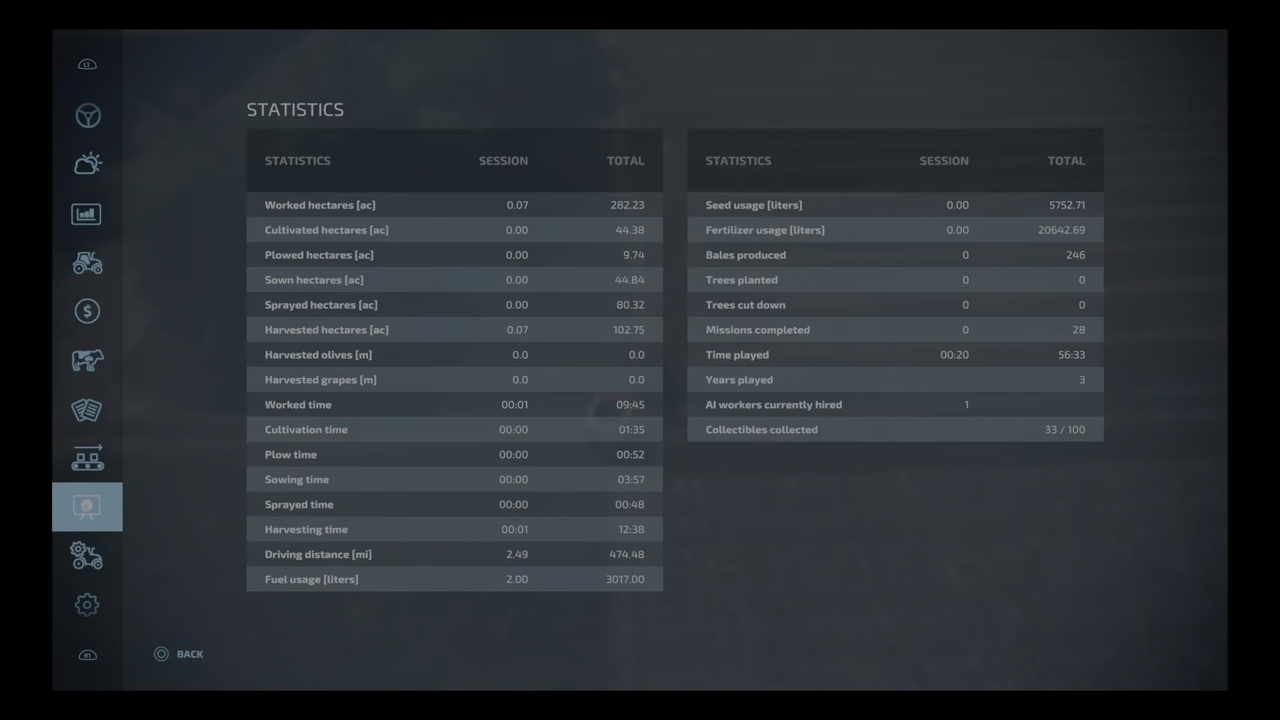 L1
STATISTICS
STATISTICS SESSION TOTAL
Worked hectares [ac] 0.07 282.23
Cultivated hectares [ac] 0.00 44.38
Plowed hectares [ac] 0.00 9.74
Sown hectares [ac] 0.00 44.84
Sprayed hectares [ac] 0.00 80.32
Harvested hectares [ac] 0.07 102.75
Harvested olives [m] 0.0 0.0
Harvested grapes [m] 0.0 0.0
Worked time 00:01 09:45
Cultivation time 00:00 01:35
Plow time 00:00 00:52
Sowing time 00:00 03:57
Sprayed time 00:00 00:48
Harvesting time 00:01 12:38
Driving distance [mi] 2.49 474.48
Fuel usage [liters] 2.00 3017.00
STATISTICS SESSION TOTAL
Seed usage [liters] 0.00 5752.71
Fertilizer usage [liters] 0.00 20642.69
Bales produced 0 246
Trees planted 0 0
Trees cut down 0 0
Missions completed 0 28
Time played 00:20 56:33
Years played 3
AI workers currently hired 1
Collectibles collected 33 / 100
R1
BACK